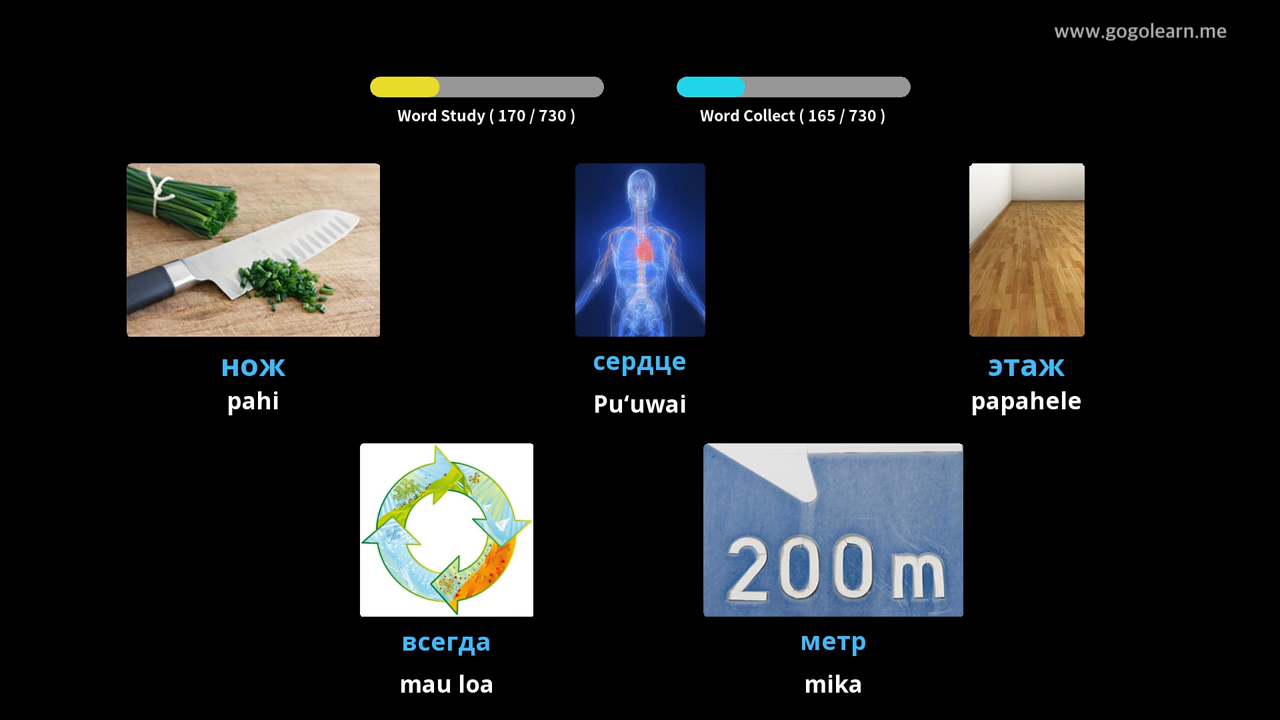 www.gogolearn.me
Word Study ( 170 / 730 )
Word Collect ( 165 / 730 )
нож
pahi
сердце
Puʻuwai
этаж
papahele
200 m
всегда
mau loa
метр
mika